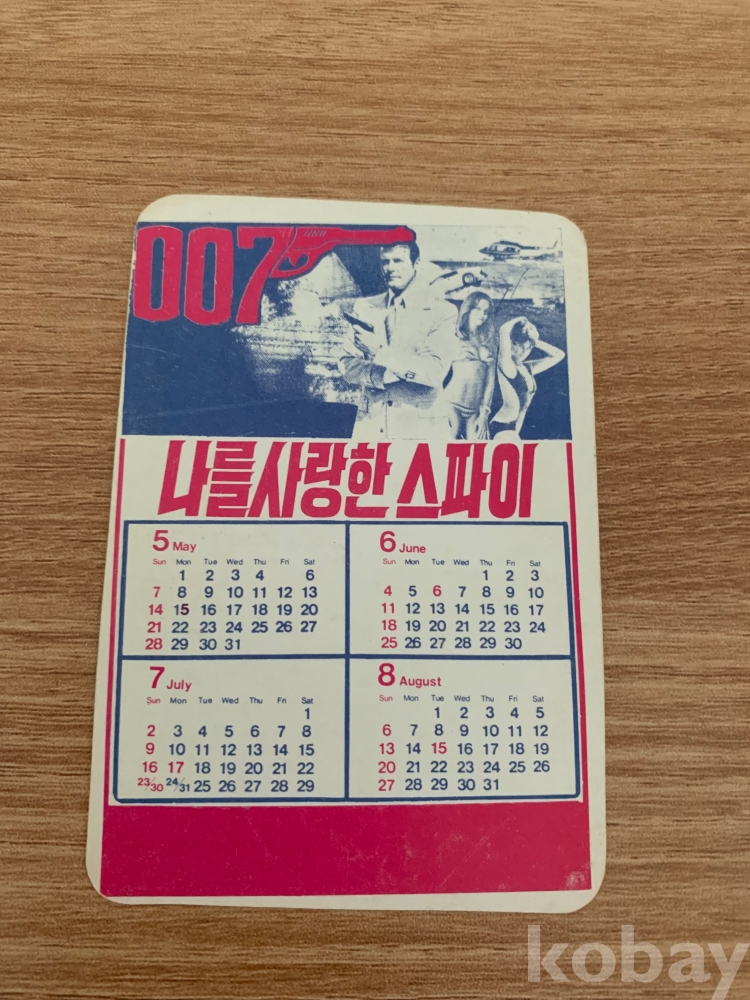 007
나를 사랑한 스파이
5 May
Sun Mon Tue Wed Thu Fri Sat
1 2 3 4 6
7 8 9 10 11 12 13
14 15 16 17 18 19 20
21 22 23 24 25 26 27
28 29 30 31
6 June
Sun Mon Tue Wed Thu Fri Sat
1 2 3
4 5 6 7 8 9 10
11 12 13 14 15 16 17
18 19 20 21 22 23 24
25 26 27 28 29 30
7 July
Sun Mon Tue Wed Thu Fri Sat
1
2 3 4 5 6 7 8
9 10 11 12 13 14 15
16 17 18 19 20 21 22
23/30 24/31 25 26 27 28 29
8 August
Sun Mon Tue Wed Thu Fri Sat
1 2 3 4 5
6 7 8 9 10 11 12
13 14 15 16 17 18 19
20 21 22 23 24 25 26
27 28 29 30 31
kobay